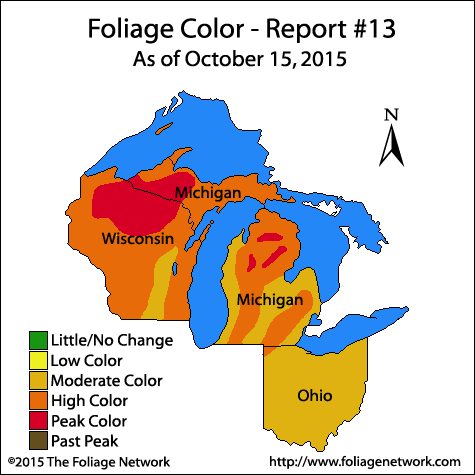 Foliage Color - Report #13
As of October 15, 2015
N
Michigan
Wisconsin
Michigan
Ohio
Little/No Change
Low Color
Moderate Color
High Color
Peak Color
Past Peak
©2015 The Foliage Network
http://www.foliagenetwork.com